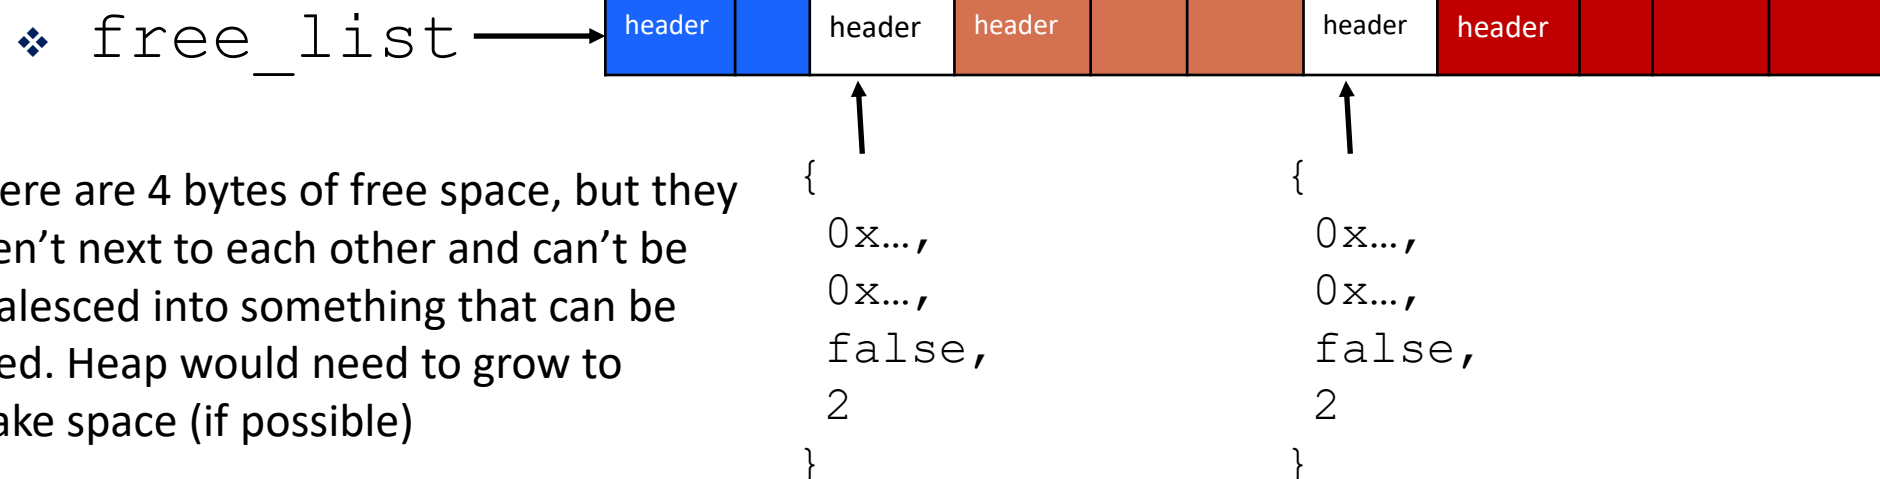 ❖ free_list
header header header header header
ere are 4 bytes of free space, but they
en't next to each other and can't be
alesced into something that can be
ed. Heap would need to grow to
ake space (if possible)
{
0x…,
0x…,
false,
2
}
{
0x…,
0x…,
false,
2
}